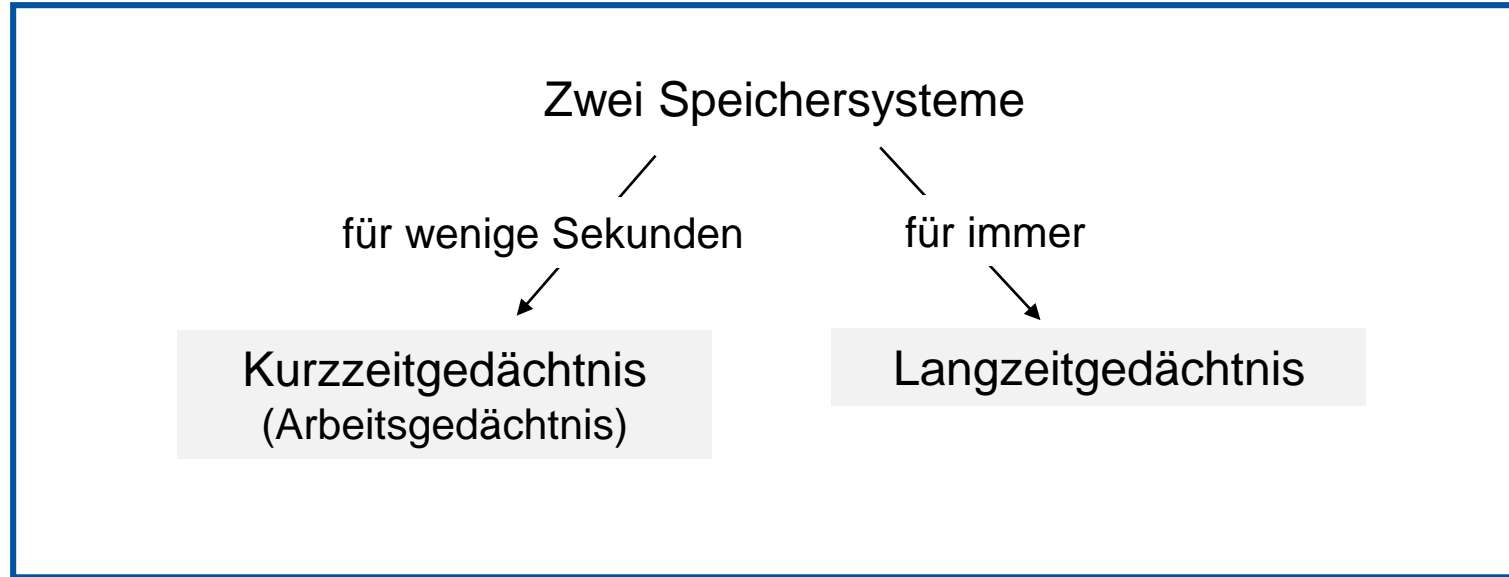 Zwei Speichersysteme
für wenige Sekunden
für immer
Kurzzeitgedächtnis
(Arbeitsgedächtnis)
Langzeitgedächtnis